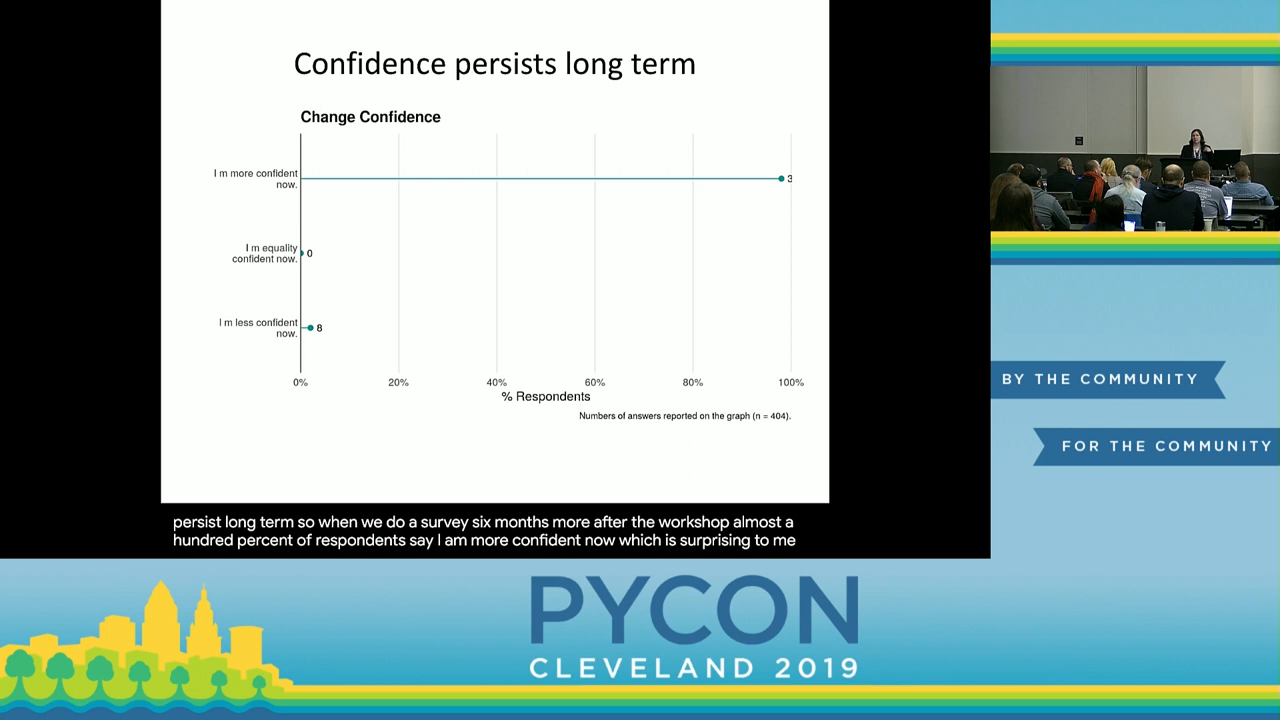 Confidence persists long term
Change Confidence
I m more confident
now.
3
I m equality
confident now.
0
I m less confident
now.
8
0%
20%
40%
60%
80%
100%
% Respondents
Numbers of answers reported on the graph (n = 404).
persist long term so when we do a survey six months more after the workshop almost a
hundred percent of respondents say I am more confident now which is surprising to me
BY THE COMMUNITY
FOR THE COMMUNITY
PYCON
CLEVELAND 2019